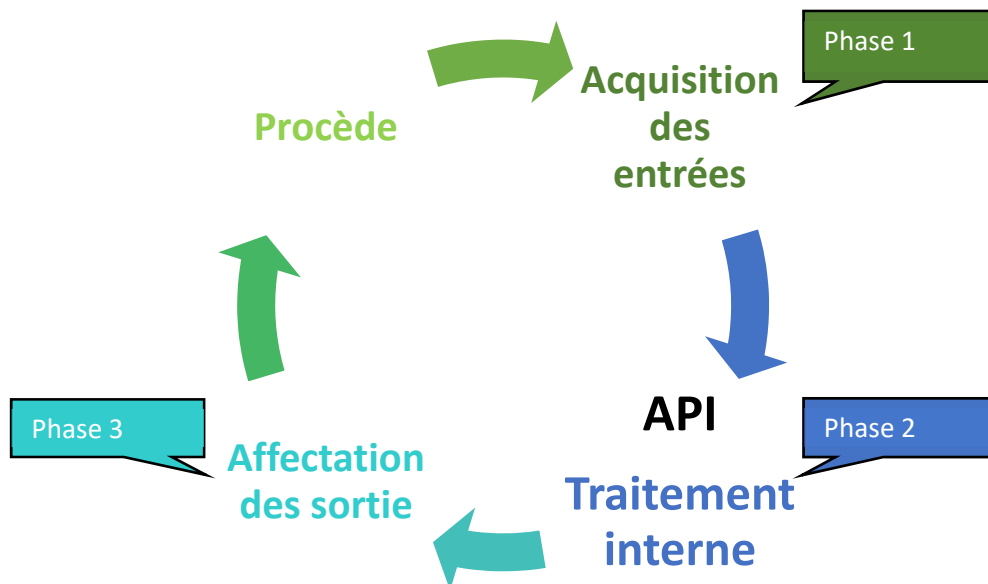 Phase 1
Acquisition
des
entrées
Procède
API
Phase 2
Traitement
interne
Phase 3
Affectation
des sortie